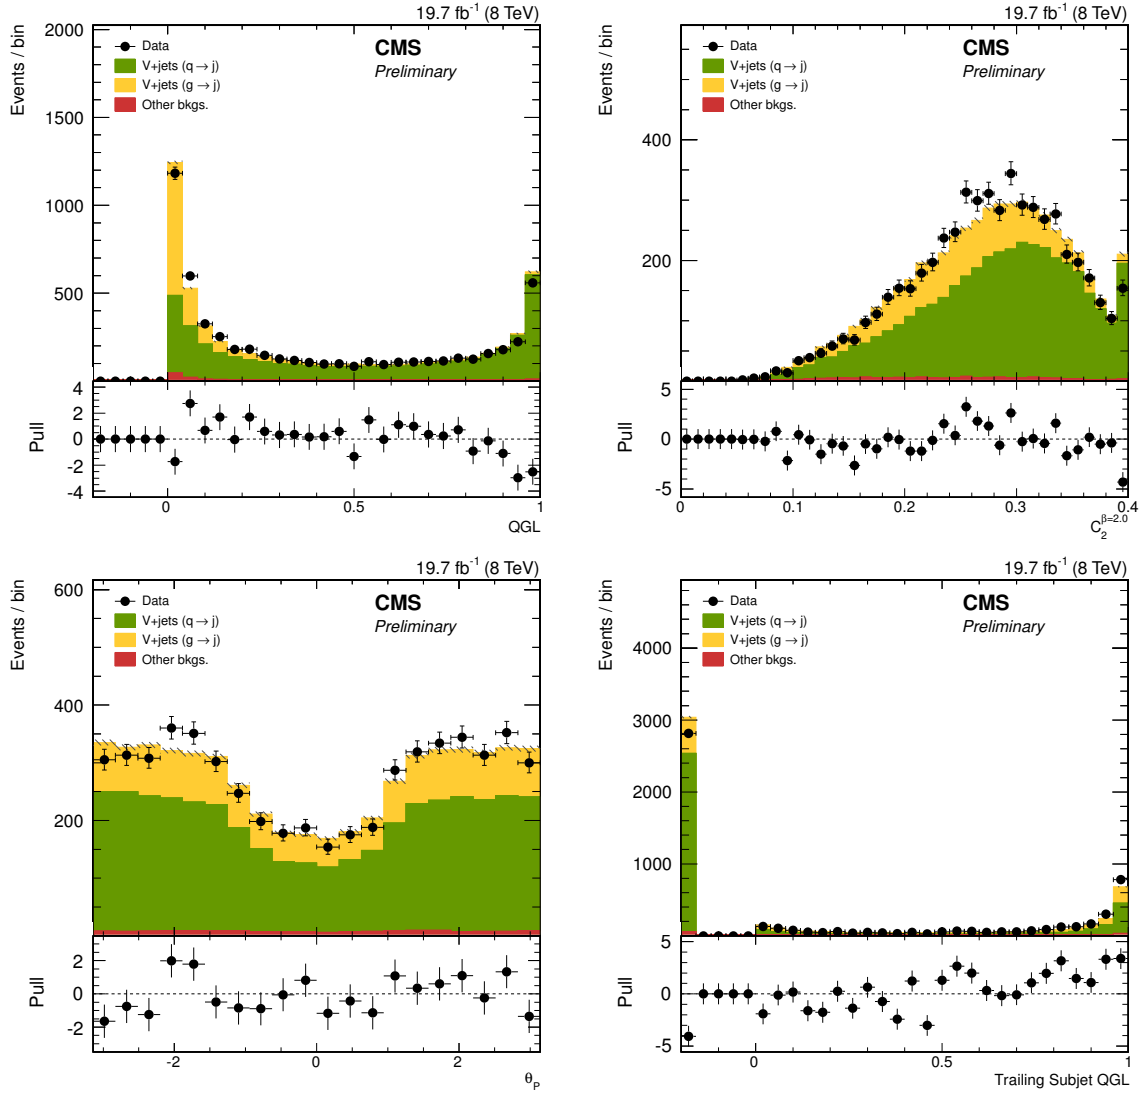 19.7 fb⁻¹ (8 TeV)
Events / bin
2000
1500
1000
500
CMS
Preliminary
Data
V+jets (q → j)
V+jets (g → j)
Other bkgs.
Pull
4
2
0
-2
-4
0
0.5
1
QGL
19.7 fb⁻¹ (8 TeV)
Events / bin
400
200
CMS
Preliminary
Data
V+jets (q → j)
V+jets (g → j)
Other bkgs.
Pull
5
0
-5
0
0.1
0.2
0.3
0.4
C₂^β=2.0
19.7 fb⁻¹ (8 TeV)
Events / bin
600
400
200
CMS
Preliminary
Data
V+jets (q → j)
V+jets (g → j)
Other bkgs.
Pull
2
0
-2
-2
0
2
θ_P
19.7 fb⁻¹ (8 TeV)
Events / bin
4000
3000
2000
1000
CMS
Preliminary
Data
V+jets (q → j)
V+jets (g → j)
Other bkgs.
Pull
5
0
-5
0
0.5
1
Trailing Subjet QGL